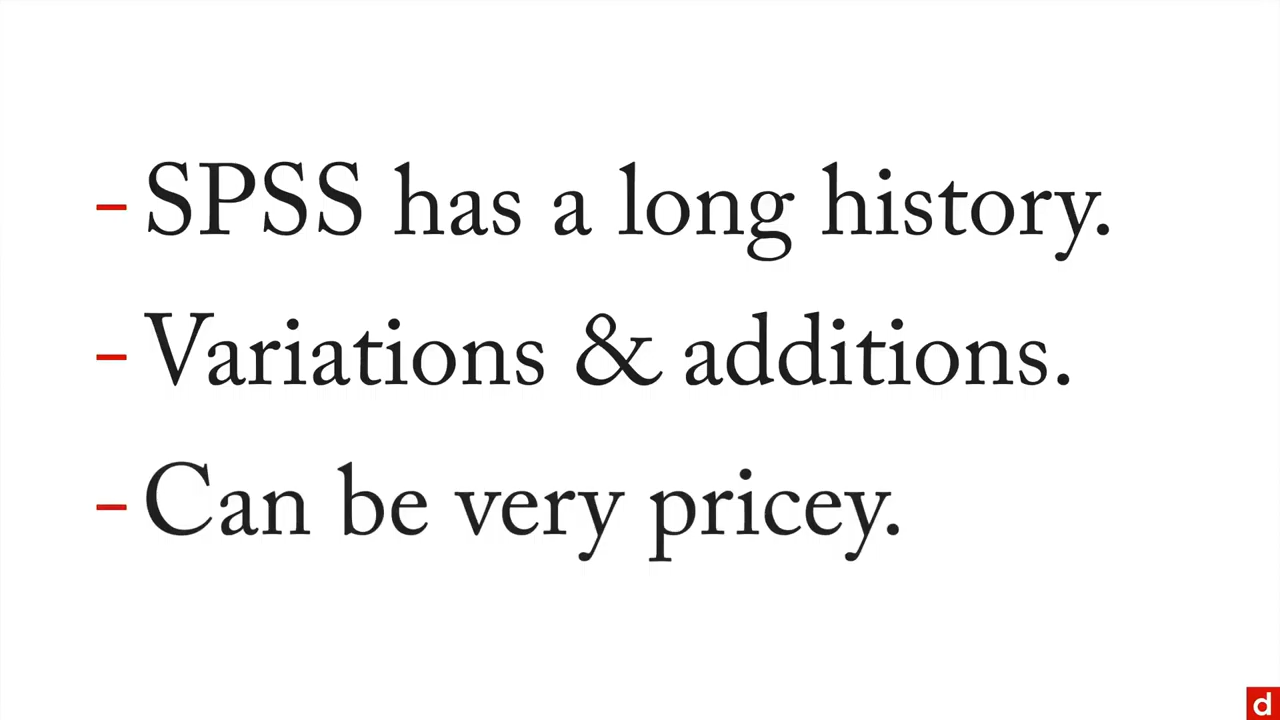 - SPSS has a long history.
- Variations & additions.
- Can be very pricey.
d